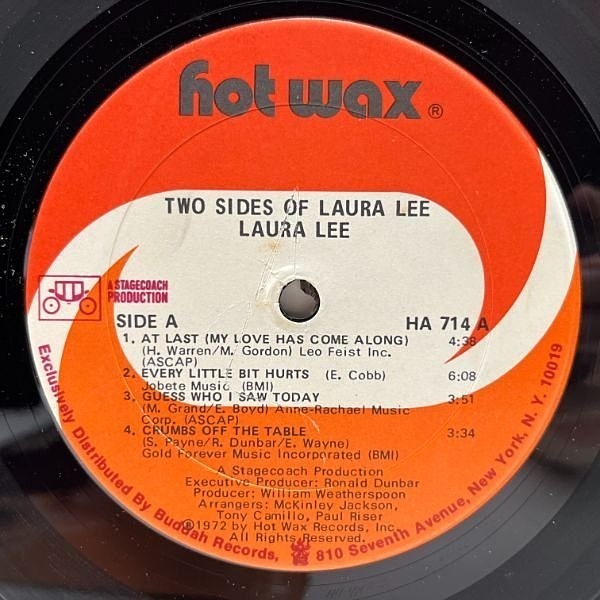 hot wax ®
TWO SIDES OF LAURA LEE
LAURA LEE
A STAGECOACH
PRODUCTION
SIDE A HA 714 A
1. AT LAST (MY LOVE HAS COME ALONG) 4:38
(H. Warren/M. Gordon) Leo Feist Inc.
(ASCAP)
2. EVERY LITTLE BIT HURTS (E. Cobb) 6:08
Jobete Music (BMI)
3. GUESS WHO I SAW TODAY 3:51
(M. Grand/E. Boyd) Anne-Rachael Music
Corp. (ASCAP)
4. CRUMBS OFF THE TABLE 3:34
(S. Payne/R. Dunbar/E. Wayne)
Gold Forever Music Incorporated (BMI)
A Stagecoach Production
Executive Producer: Ronald Dunbar
Producer: William Weatherspoon
Arrangers: McKinley Jackson,
Tony Camillo, Paul Riser
℗1972 by Hot Wax Records, Inc.
All Rights Reserved.
Exclusively Distributed By Buddah Records, 810 Seventh Avenue, New York, N. Y. 10019